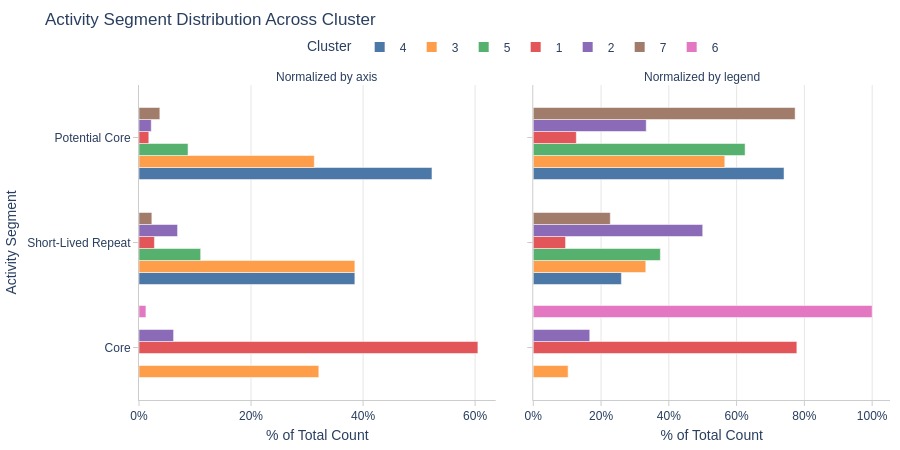 Activity Segment Distribution Across Cluster
Cluster 4 3 5 1 2 7 6
Normalized by axis
Normalized by legend
Activity Segment
Potential Core
Short-Lived Repeat
Core
0% 20% 40% 60%
0% 20% 40% 60% 80% 100%
% of Total Count
% of Total Count